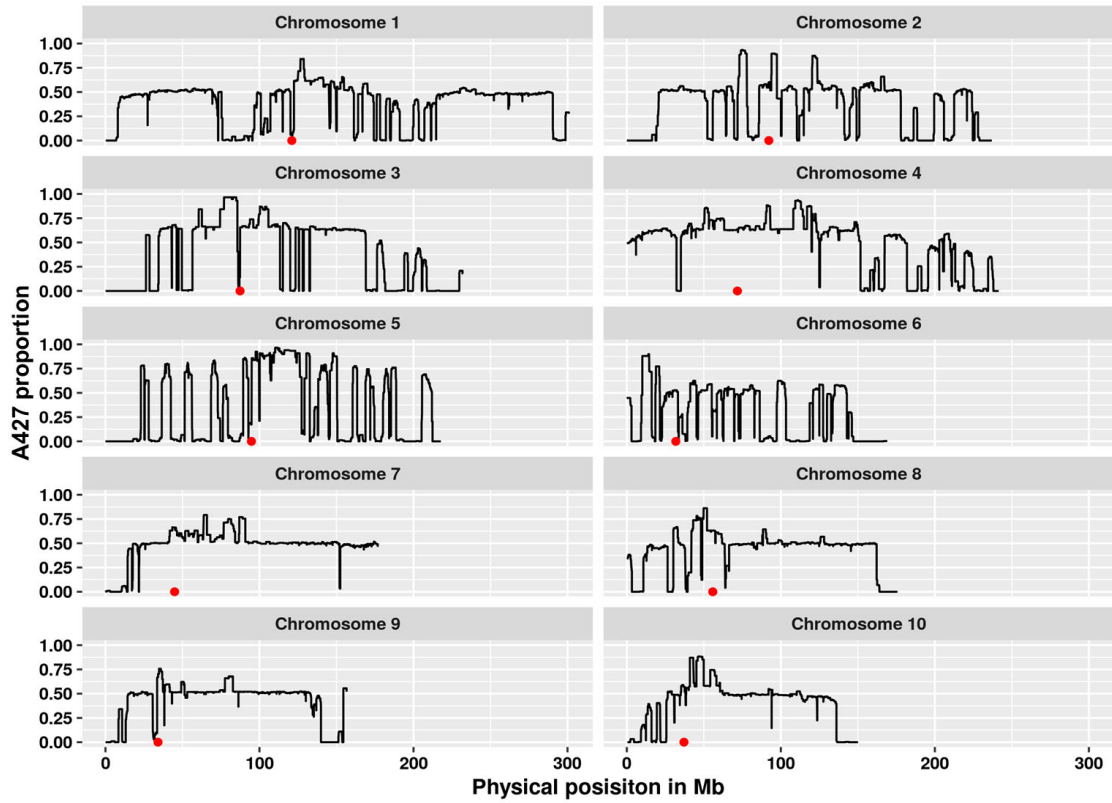 Chromosome 1
Chromosome 2
1.00
0.75
0.50
0.25
0.00
Chromosome 3
Chromosome 4
1.00
0.75
0.50
0.25
0.00
Chromosome 5
Chromosome 6
1.00
0.75
0.50
0.25
0.00
Chromosome 7
Chromosome 8
1.00
0.75
0.50
0.25
0.00
Chromosome 9
Chromosome 10
1.00
0.75
0.50
0.25
0.00
A427 proportion
0 100 200 300 0 100 200 300
Physical posisiton in Mb